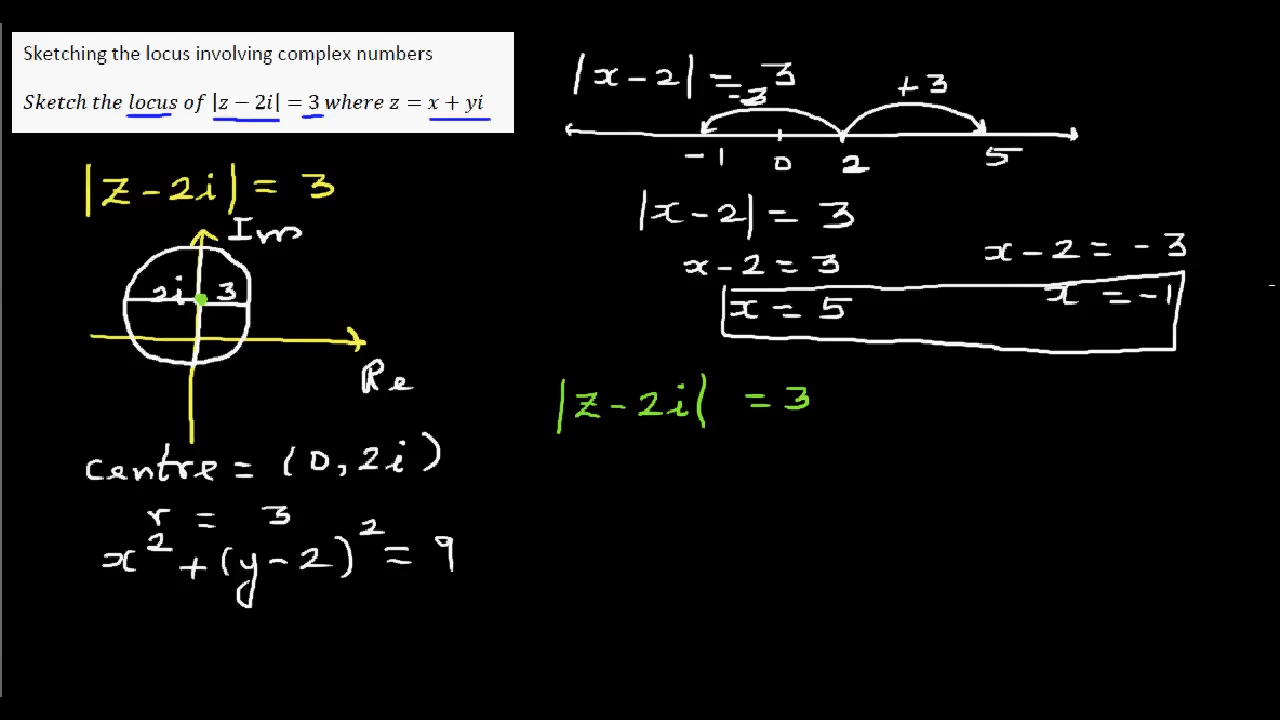 Sketching the locus involving complex numbers
Sketch the locus of |z − 2i| = 3 where z = x + yi
|z - 2i| = 3
Im
2i 3
Re
centre = (0, 2i)
r = 3
x² + (y - 2)² = 9
|x - 2| = 3
-3 +3
-1 0 2 5
|x - 2| = 3
x - 2 = 3 x - 2 = - 3
x = 5 x = -1
|z - 2i| = 3